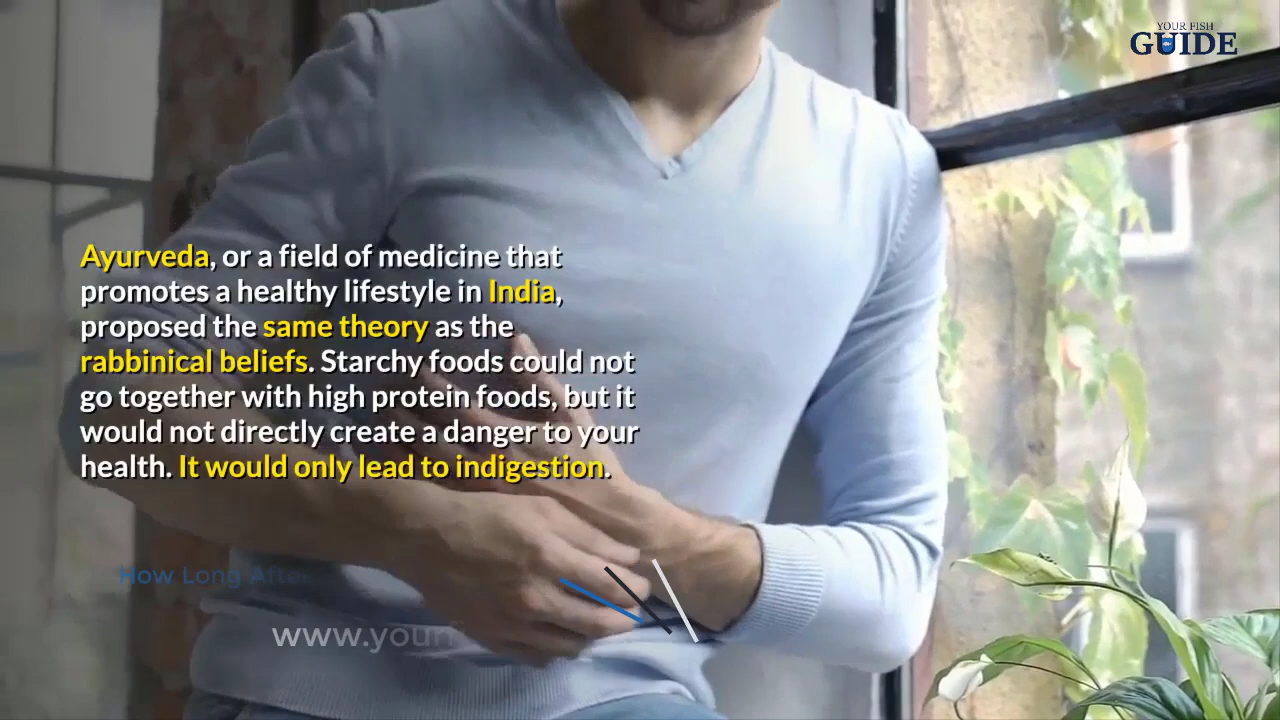 YOUR FISH
GUIDE
Ayurveda, or a field of medicine that
promotes a healthy lifestyle in India,
proposed the same theory as the
rabbinical beliefs. Starchy foods could not
go together with high protein foods, but it
would not directly create a danger to your
health. It would only lead to indigestion.
How Long After
www.your